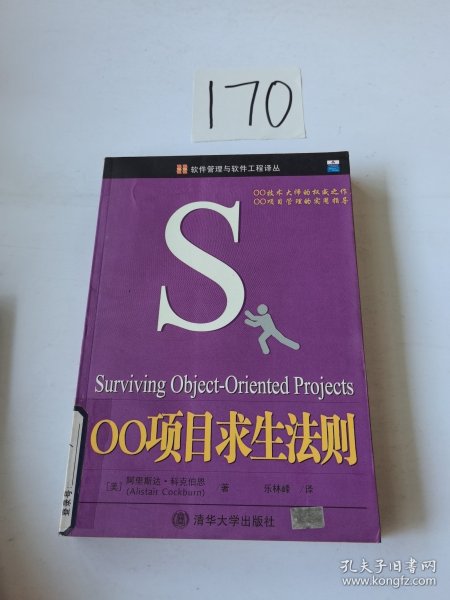 170
软件管理与软件工程译丛
OO技术大师的权威之作
OO项目管理的实用指导
S
Surviving Object-Oriented Projects
OO项目求生法则
[美] 阿里斯达·科克伯恩 著 乐林峰 /译
(Alistair Cockburn)
清华大学出版社
登录号
孔夫子旧书网
www.kongfz.com